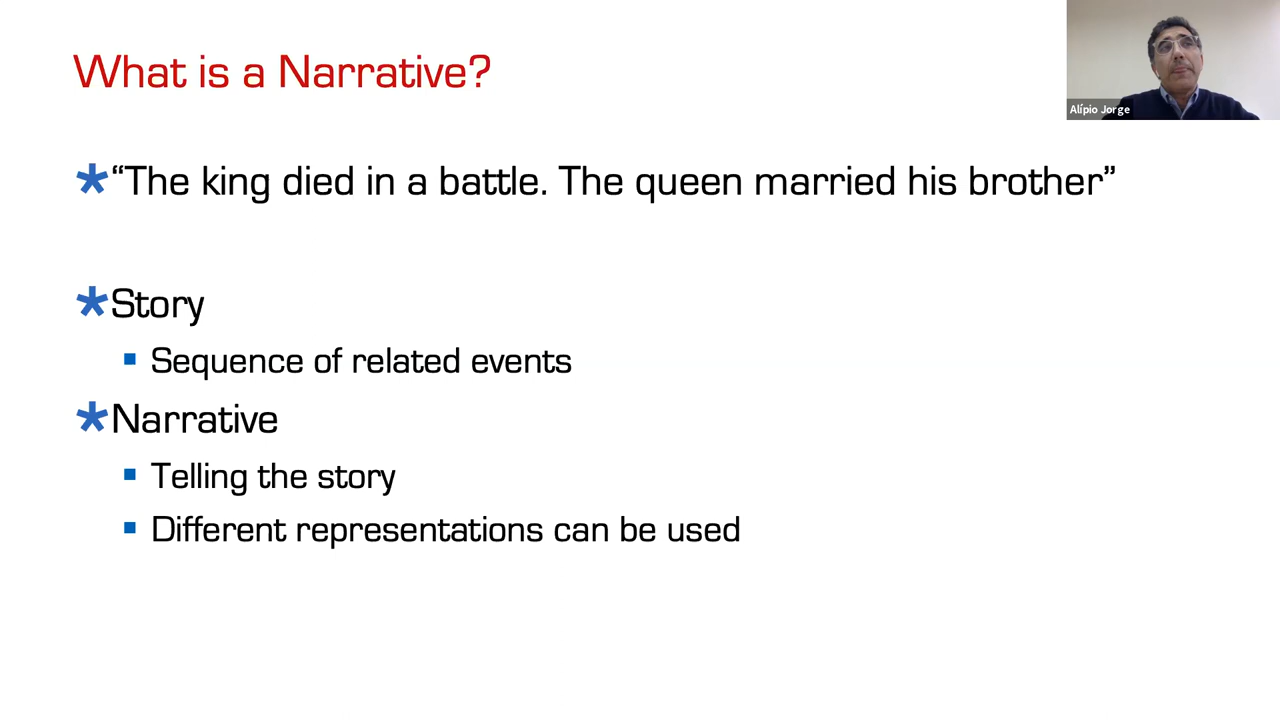 What is a Narrative?
Alípio Jorge
“The king died in a battle. The queen married his brother”
Story
Sequence of related events
Narrative
Telling the story
Different representations can be used